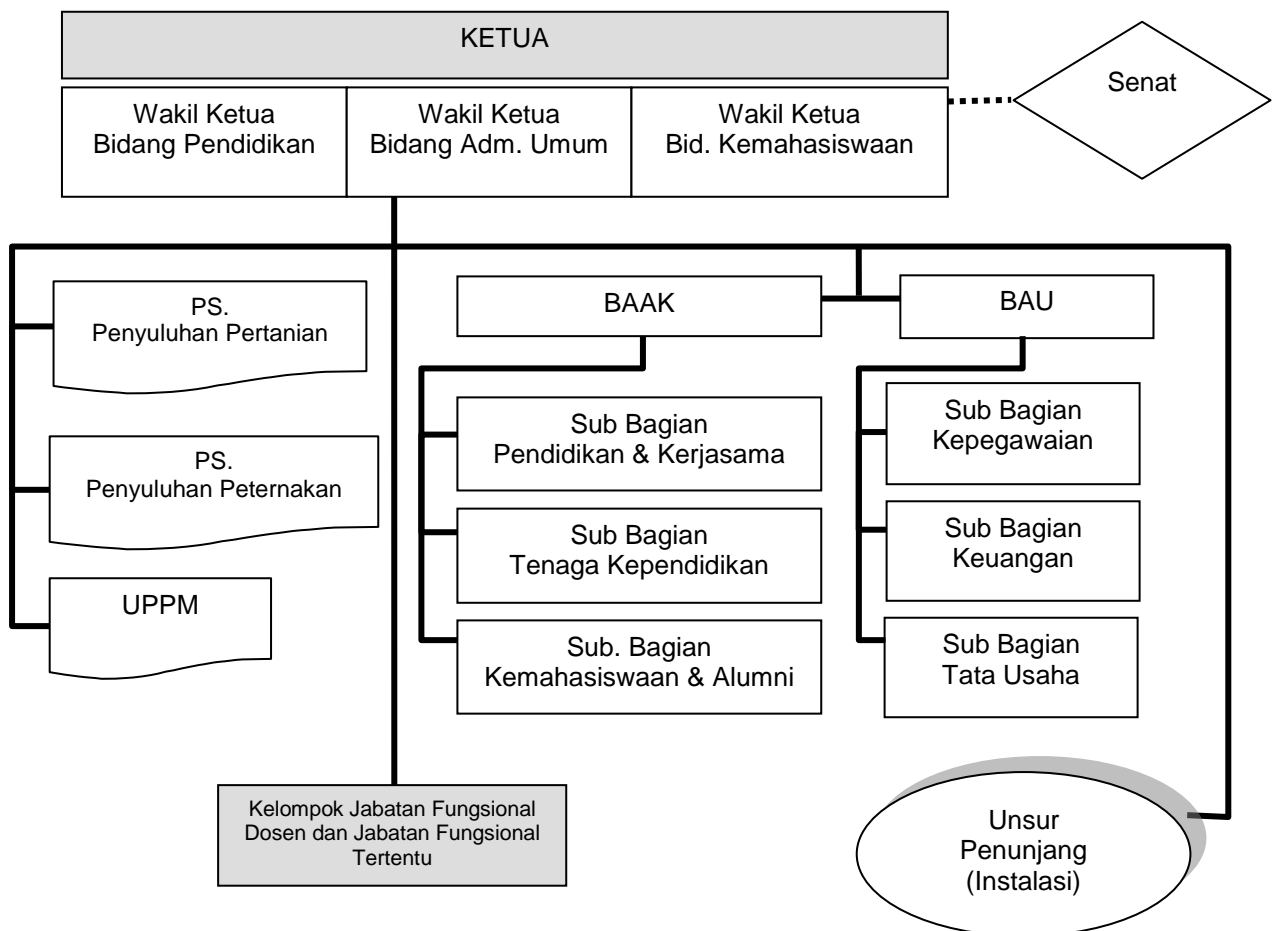 KETUA
Wakil Ketua
Bidang Pendidikan
Wakil Ketua
Bidang Adm. Umum
Wakil Ketua
Bid. Kemahasiswaan
Senat
PS.
Penyuluhan Pertanian
PS.
Penyuluhan Peternakan
UPPM
BAAK
Sub Bagian
Pendidikan & Kerjasama
Sub Bagian
Tenaga Kependidikan
Sub. Bagian
Kemahasiswaan & Alumni
BAU
Sub Bagian
Kepegawaian
Sub Bagian
Keuangan
Sub Bagian
Tata Usaha
Kelompok Jabatan Fungsional
Dosen dan Jabatan Fungsional
Tertentu
Unsur
Penunjang
(Instalasi)